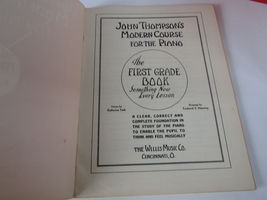 JOHN THOMPSON'S
MODERN COURSE
FOR THE PIANO
The
FIRST GRADE
BOOK
Something New
Every Lesson
A CLEAR, CORRECT AND
COMPLETE FOUNDATION IN
THE STUDY OF THE PIANO
TO ENABLE THE PUPIL TO
THINK AND FEEL MUSICALLY
THE WILLIS MUSIC CO.
CINCINNATI, O.